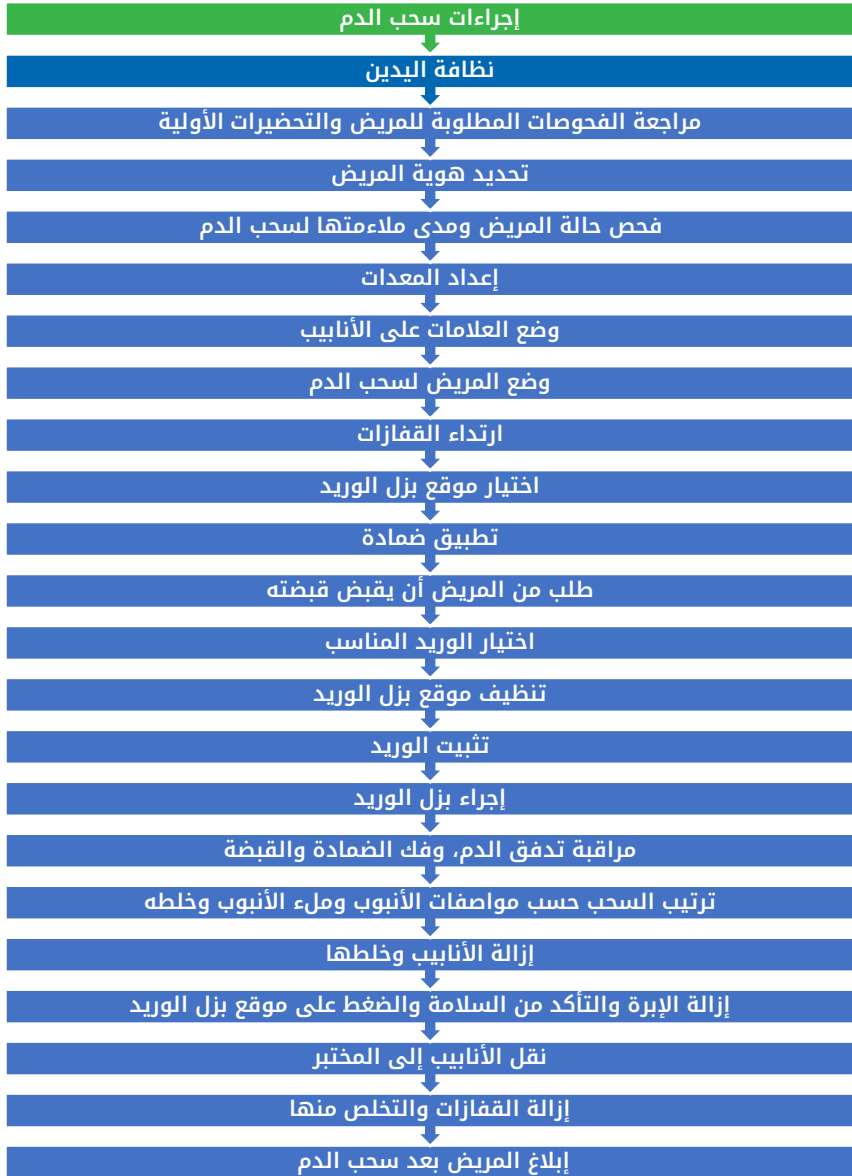 إجراءات سحب الدم
نظافة اليدين
مراجعة الفحوصات المطلوبة للمريض والتحضيرات الأولية
تحديد هوية المريض
فحص حالة المريض ومدى ملاءمتها لسحب الدم
إعداد المعدات
وضع العلامات على الأنابيب
وضع المريض لسحب الدم
ارتداء القفازات
اختيار موقع بزل الوريد
تطبيق ضمادة
طلب من المريض أن يقبض قبضته
اختيار الوريد المناسب
تنظيف موقع بزل الوريد
تثبيت الوريد
إجراء بزل الوريد
مراقبة تدفق الدم، وفك الضمادة والقبضة
ترتيب السحب حسب مواصفات الأنبوب وملء الأنبوب وخلطه
إزالة الأنابيب وخلطها
إزالة الإبرة والتأكد من السلامة والضغط على موقع بزل الوريد
نقل الأنابيب إلى المختبر
إزالة القفازات والتخلص منها
إبلاغ المريض بعد سحب الدم